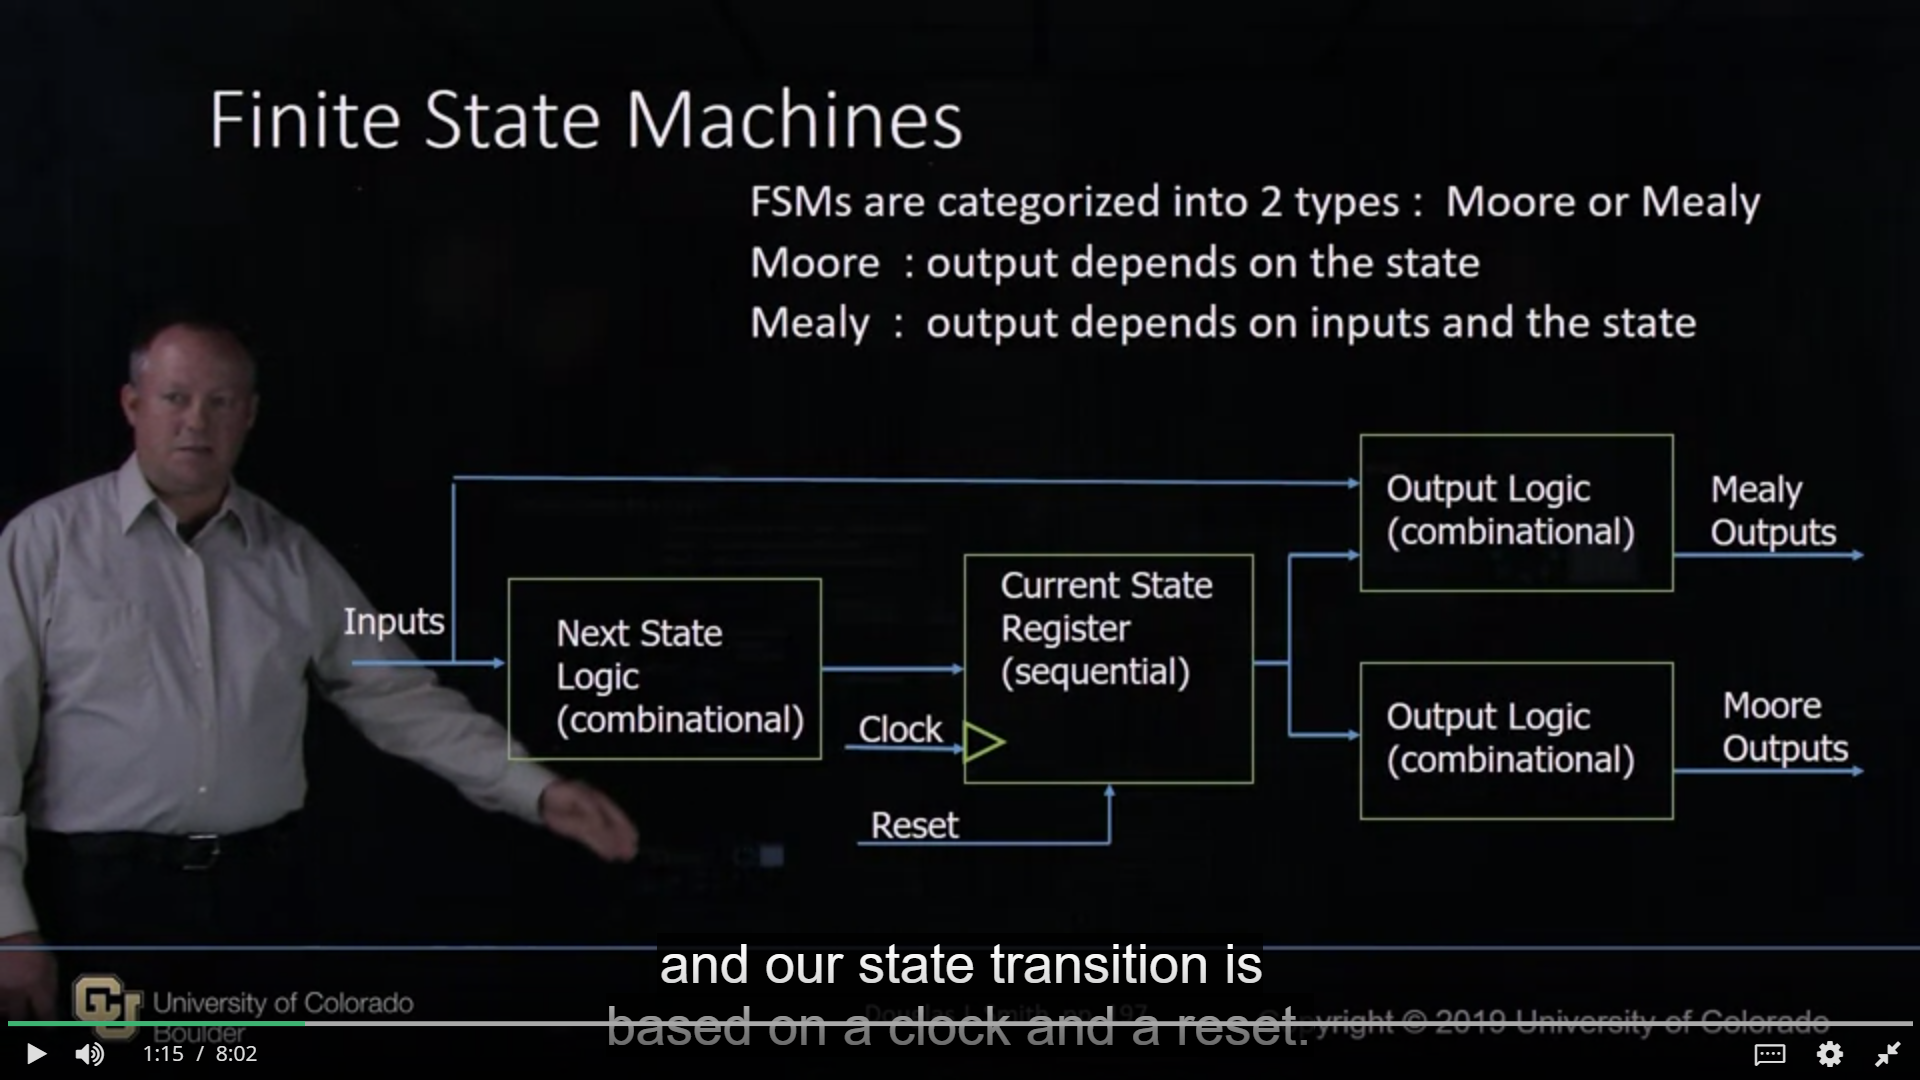 Finite State Machines
FSMs are categorized into 2 types :  Moore or Mealy
Moore  : output depends on the state
Mealy  :  output depends on inputs and the state
Output Logic
(combinational)
Mealy
Outputs
Inputs
Next State
Logic
(combinational)
Current State
Register
(sequential)
Clock
Reset
Output Logic
(combinational)
Moore
Outputs
and our state transition is
based on a clock and a reset.
University of Colorado
Boulder
yright © 2019 University of Colorado
1:15 / 8:02